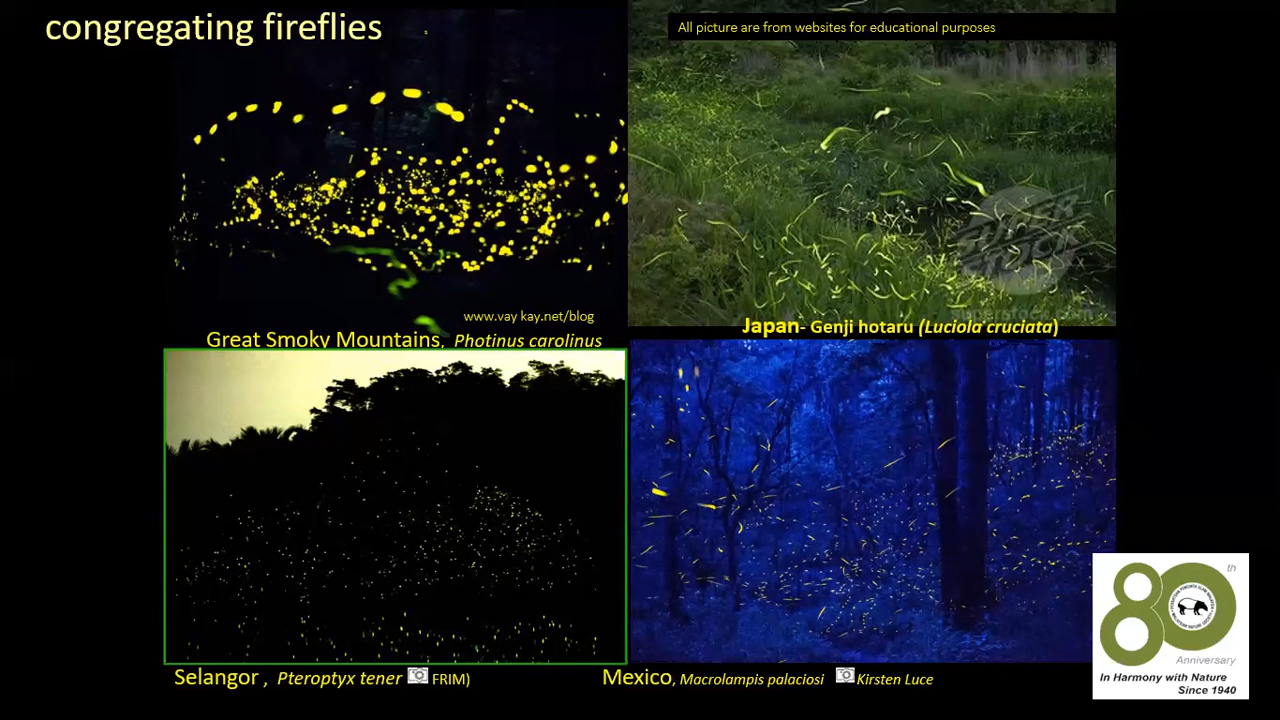 congregating fireflies
All picture are from websites for educational purposes
www.vay kay.net/blog
Great Smoky Mountains, Photinus carolinus
Japan- Genji hotaru (Luciola cruciata)
Selangor , Pteroptyx tener FRIM)
Mexico, Macrolampis palaciosi Kirsten Luce
80th
Anniversary
In Harmony with Nature
Since 1940